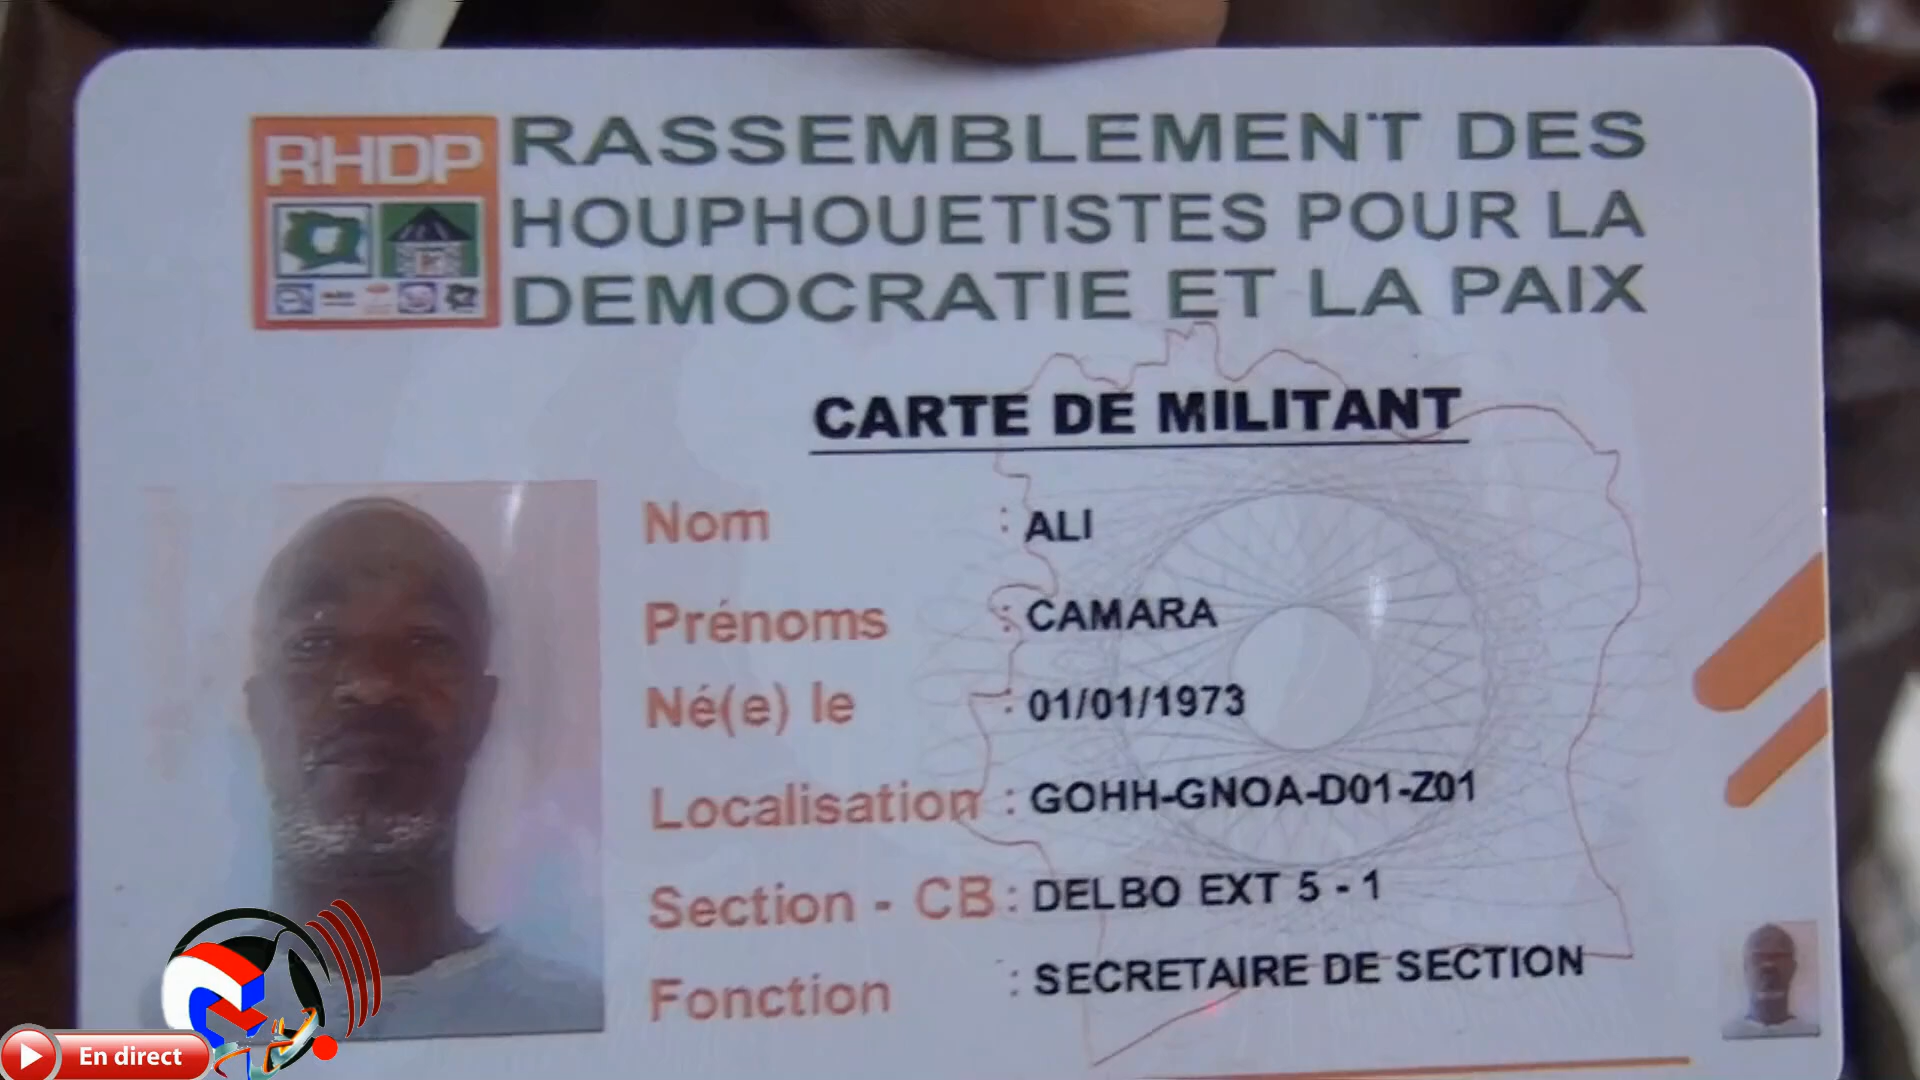 RHDP
RASSEMBLEMENT DES
HOUPHOUETISTES POUR LA
DEMOCRATIE ET LA PAIX
CARTE DE MILITANT
Nom : ALI
Prénoms : CAMARA
Né(e) le : 01/01/1973
Localisation : GOHH-GNOA-D01-Z01
Section - CB : DELBO EXT 5 - 1
Fonction : SECRETAIRE DE SECTION
En direct